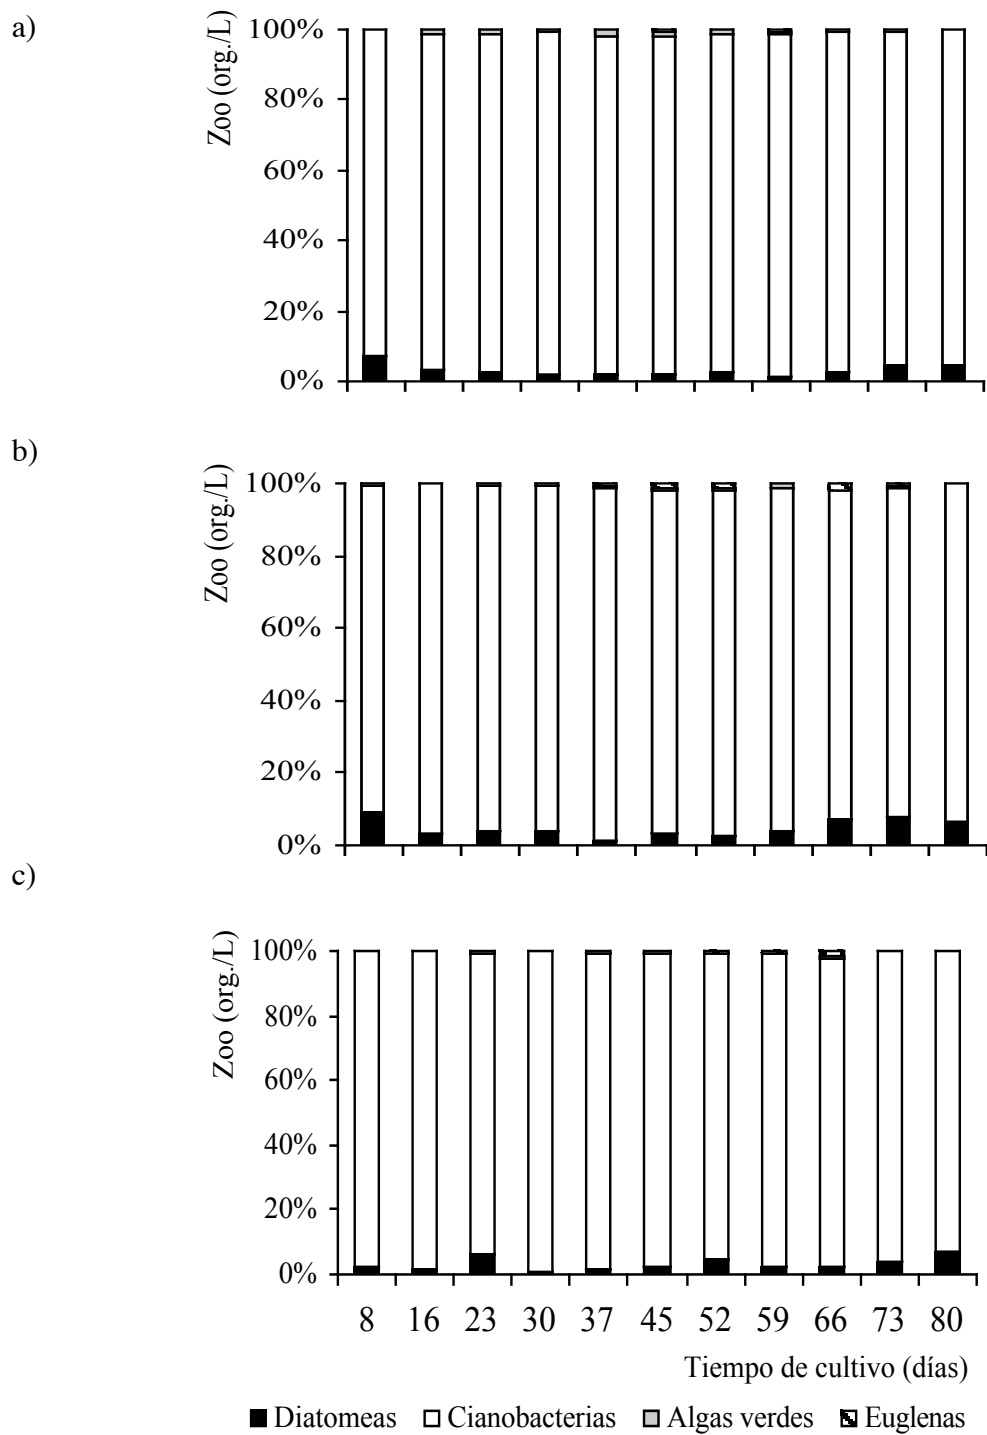 a)
Zoo (org./L)
100%
80%
60%
40%
20%
0%
b)
Zoo (org./L)
100%
80%
60%
40%
20%
0%
c)
Zoo (org./L)
100%
80%
60%
40%
20%
0%
8 16 23 30 37 45 52 59 66 73 80
Tiempo de cultivo (días)
Diatomeas Cianobacterias Algas verdes Euglenas